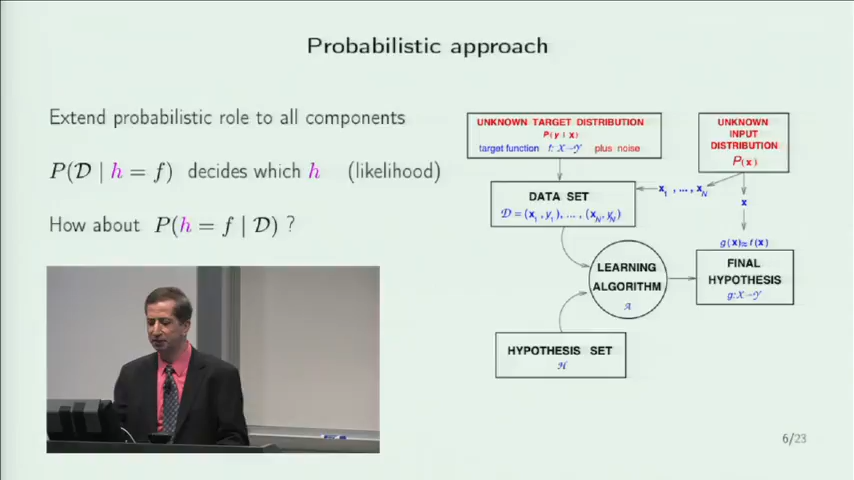 Probabilistic approach
Extend probabilistic role to all components
P(𝒟 | h = f) decides which h (likelihood)
How about P(h = f | 𝒟) ?
UNKNOWN TARGET DISTRIBUTION
P(y | x)
target function f: X→Y plus noise
UNKNOWN
INPUT
DISTRIBUTION
P(x)
x₁ , ... , x_N
x
DATA SET
𝒟 = (x₁ , y₁), ... , (x_N, y_N)
g(x)≈f(x)
LEARNING
ALGORITHM
𝒜
FINAL
HYPOTHESIS
g: X→Y
HYPOTHESIS SET
ℋ
6/23